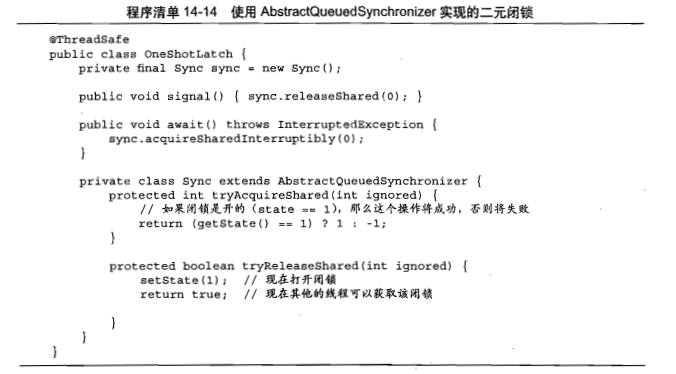 程序清单 14-14 使用 AbstractQueuedSynchronizer 实现的二元闭锁
@ThreadSafe
public class OneShotLatch {
    private final Sync sync = new Sync();

    public void signal() { sync.releaseShared(0); }

    public void await() throws InterruptedException {
        sync.acquireSharedInterruptibly(0);
    }

    private class Sync extends AbstractQueuedSynchronizer {
        protected int tryAcquireShared(int ignored) {
            // 如果闭锁是开的（state == 1），那么这个操作将成功，否则将失败
            return (getState() == 1) ? 1 : -1;
        }

        protected boolean tryReleaseShared(int ignored) {
            setState(1); // 现在打开闭锁
            return true; // 现在其他的线程可以获取该闭锁

        }
    }
}